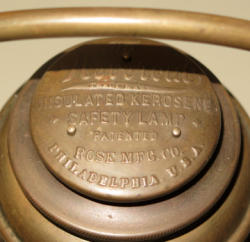 INSULATED KEROSENE
SAFETY LAMP
PATENTED
ROSE MFG. CO.
PHILADELPHIA U.S.A.